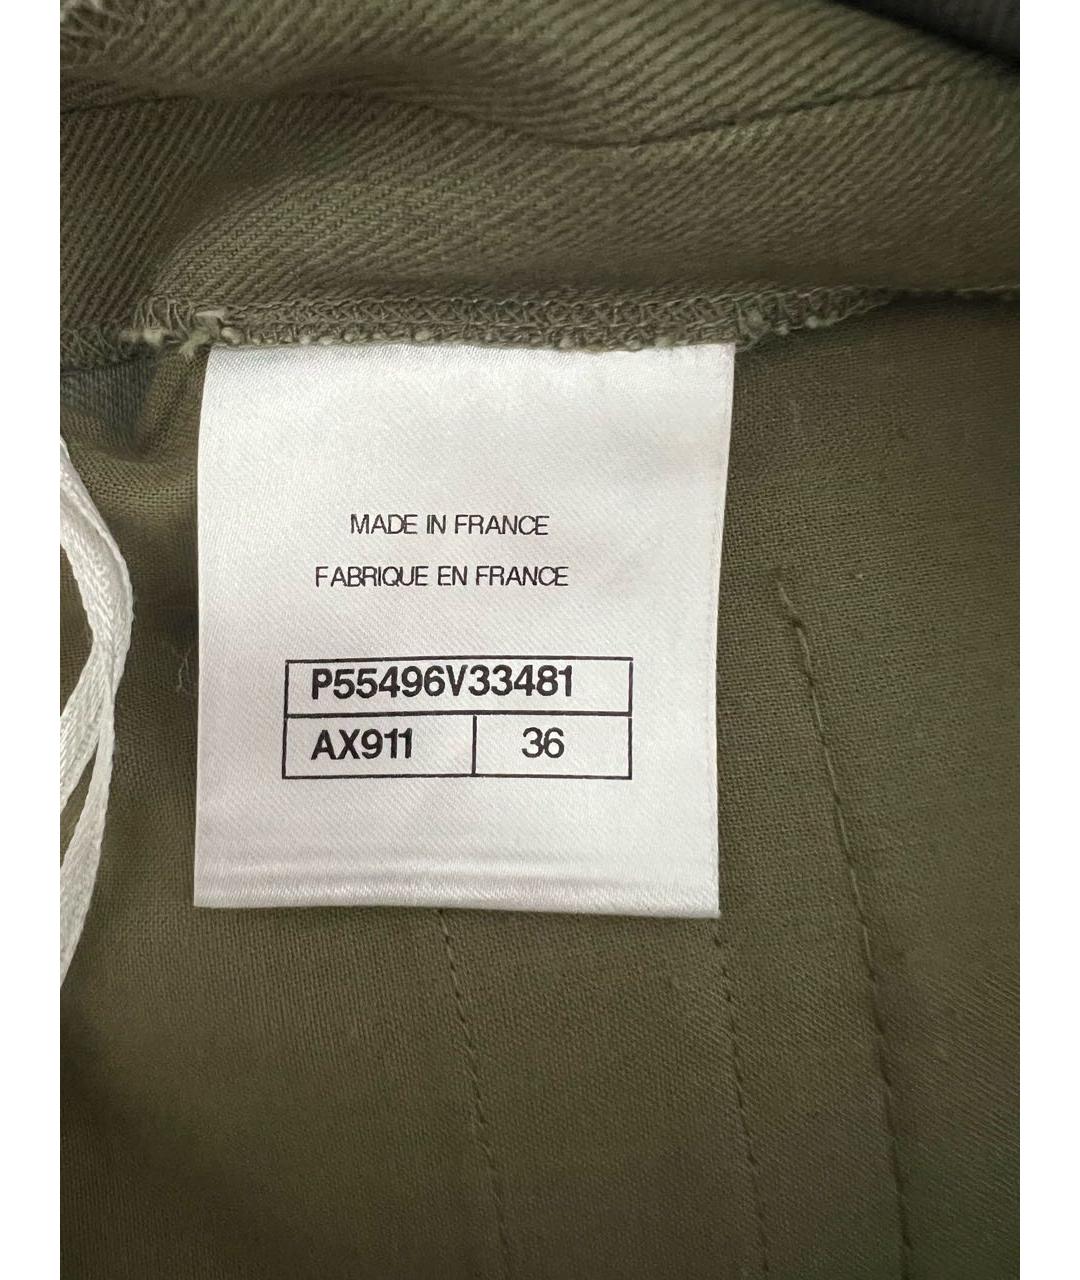 MADE IN FRANCE
FABRIQUE EN FRANCE
P55496V33481
AX911 36